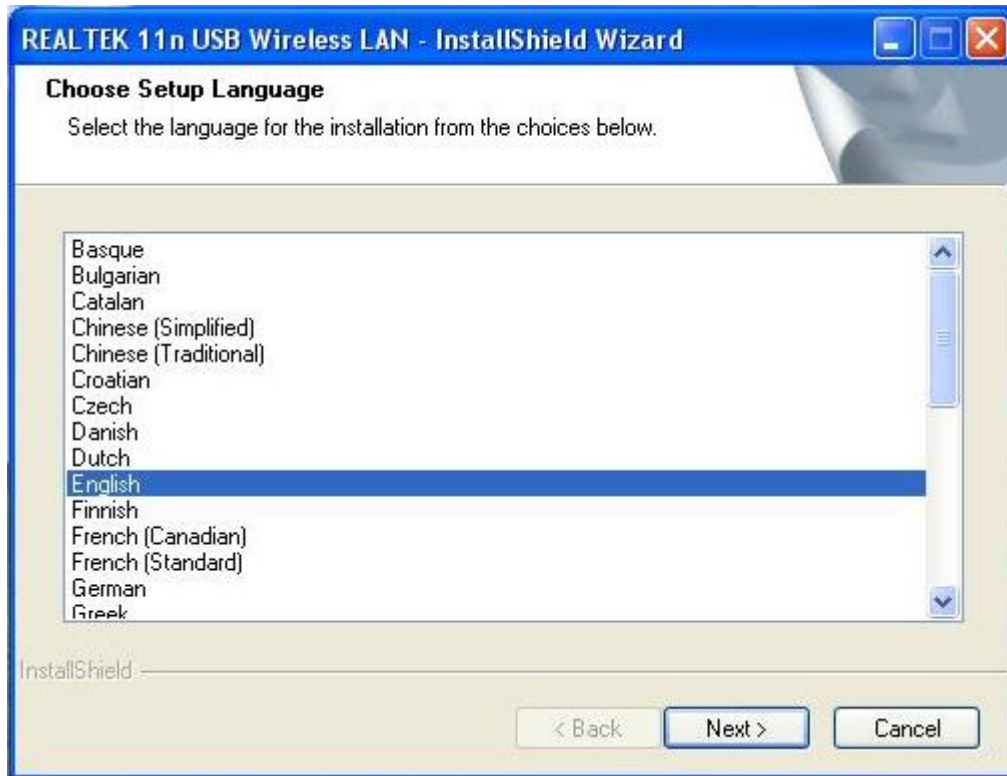 REALTEK 11n USB Wireless LAN - InstallShield Wizard
Choose Setup Language
Select the language for the installation from the choices below.
Basque
Bulgarian
Catalan
Chinese (Simplified)
Chinese (Traditional)
Croatian
Czech
Danish
Dutch
English
Finnish
French (Canadian)
French (Standard)
German
Greek
InstallShield
< Back
Next >
Cancel